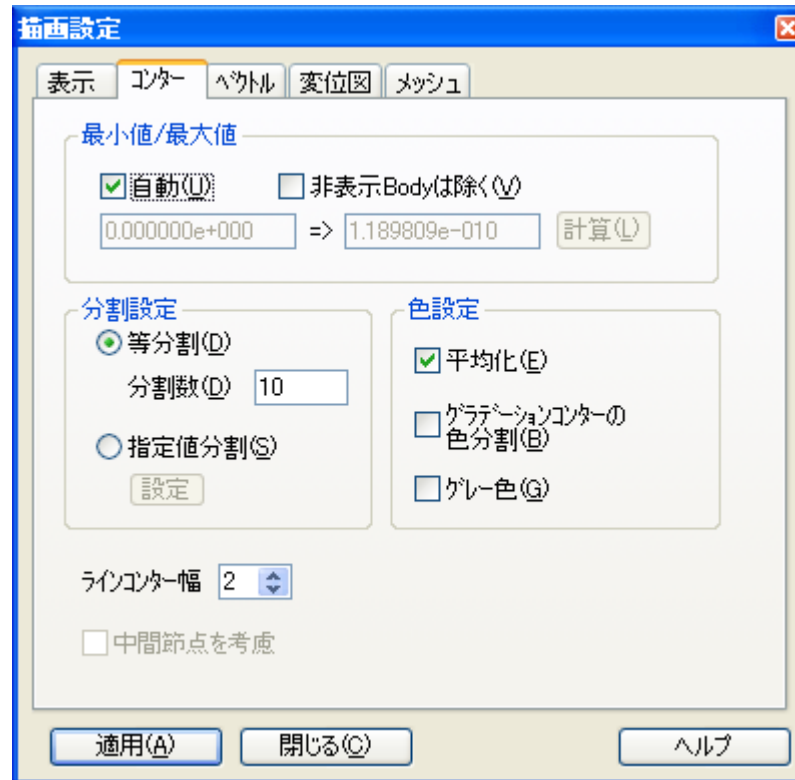 描画設定
表示 コンター ベクトル 変位図 メッシュ
最小値/最大値
自動(U) 非表示Bodyは除く(V)
0.000000e+000 => 1.189809e-010 計算(L)
分割設定 色設定
等分割(D)
平均化(E)
分割数(D) 10
グラデーションコンターの
色分割(B)
指定値分割(S)
設定
グレー色(G)
ラインコンター幅 2
中間節点を考慮
適用(A) 閉じる(C) ヘルプ